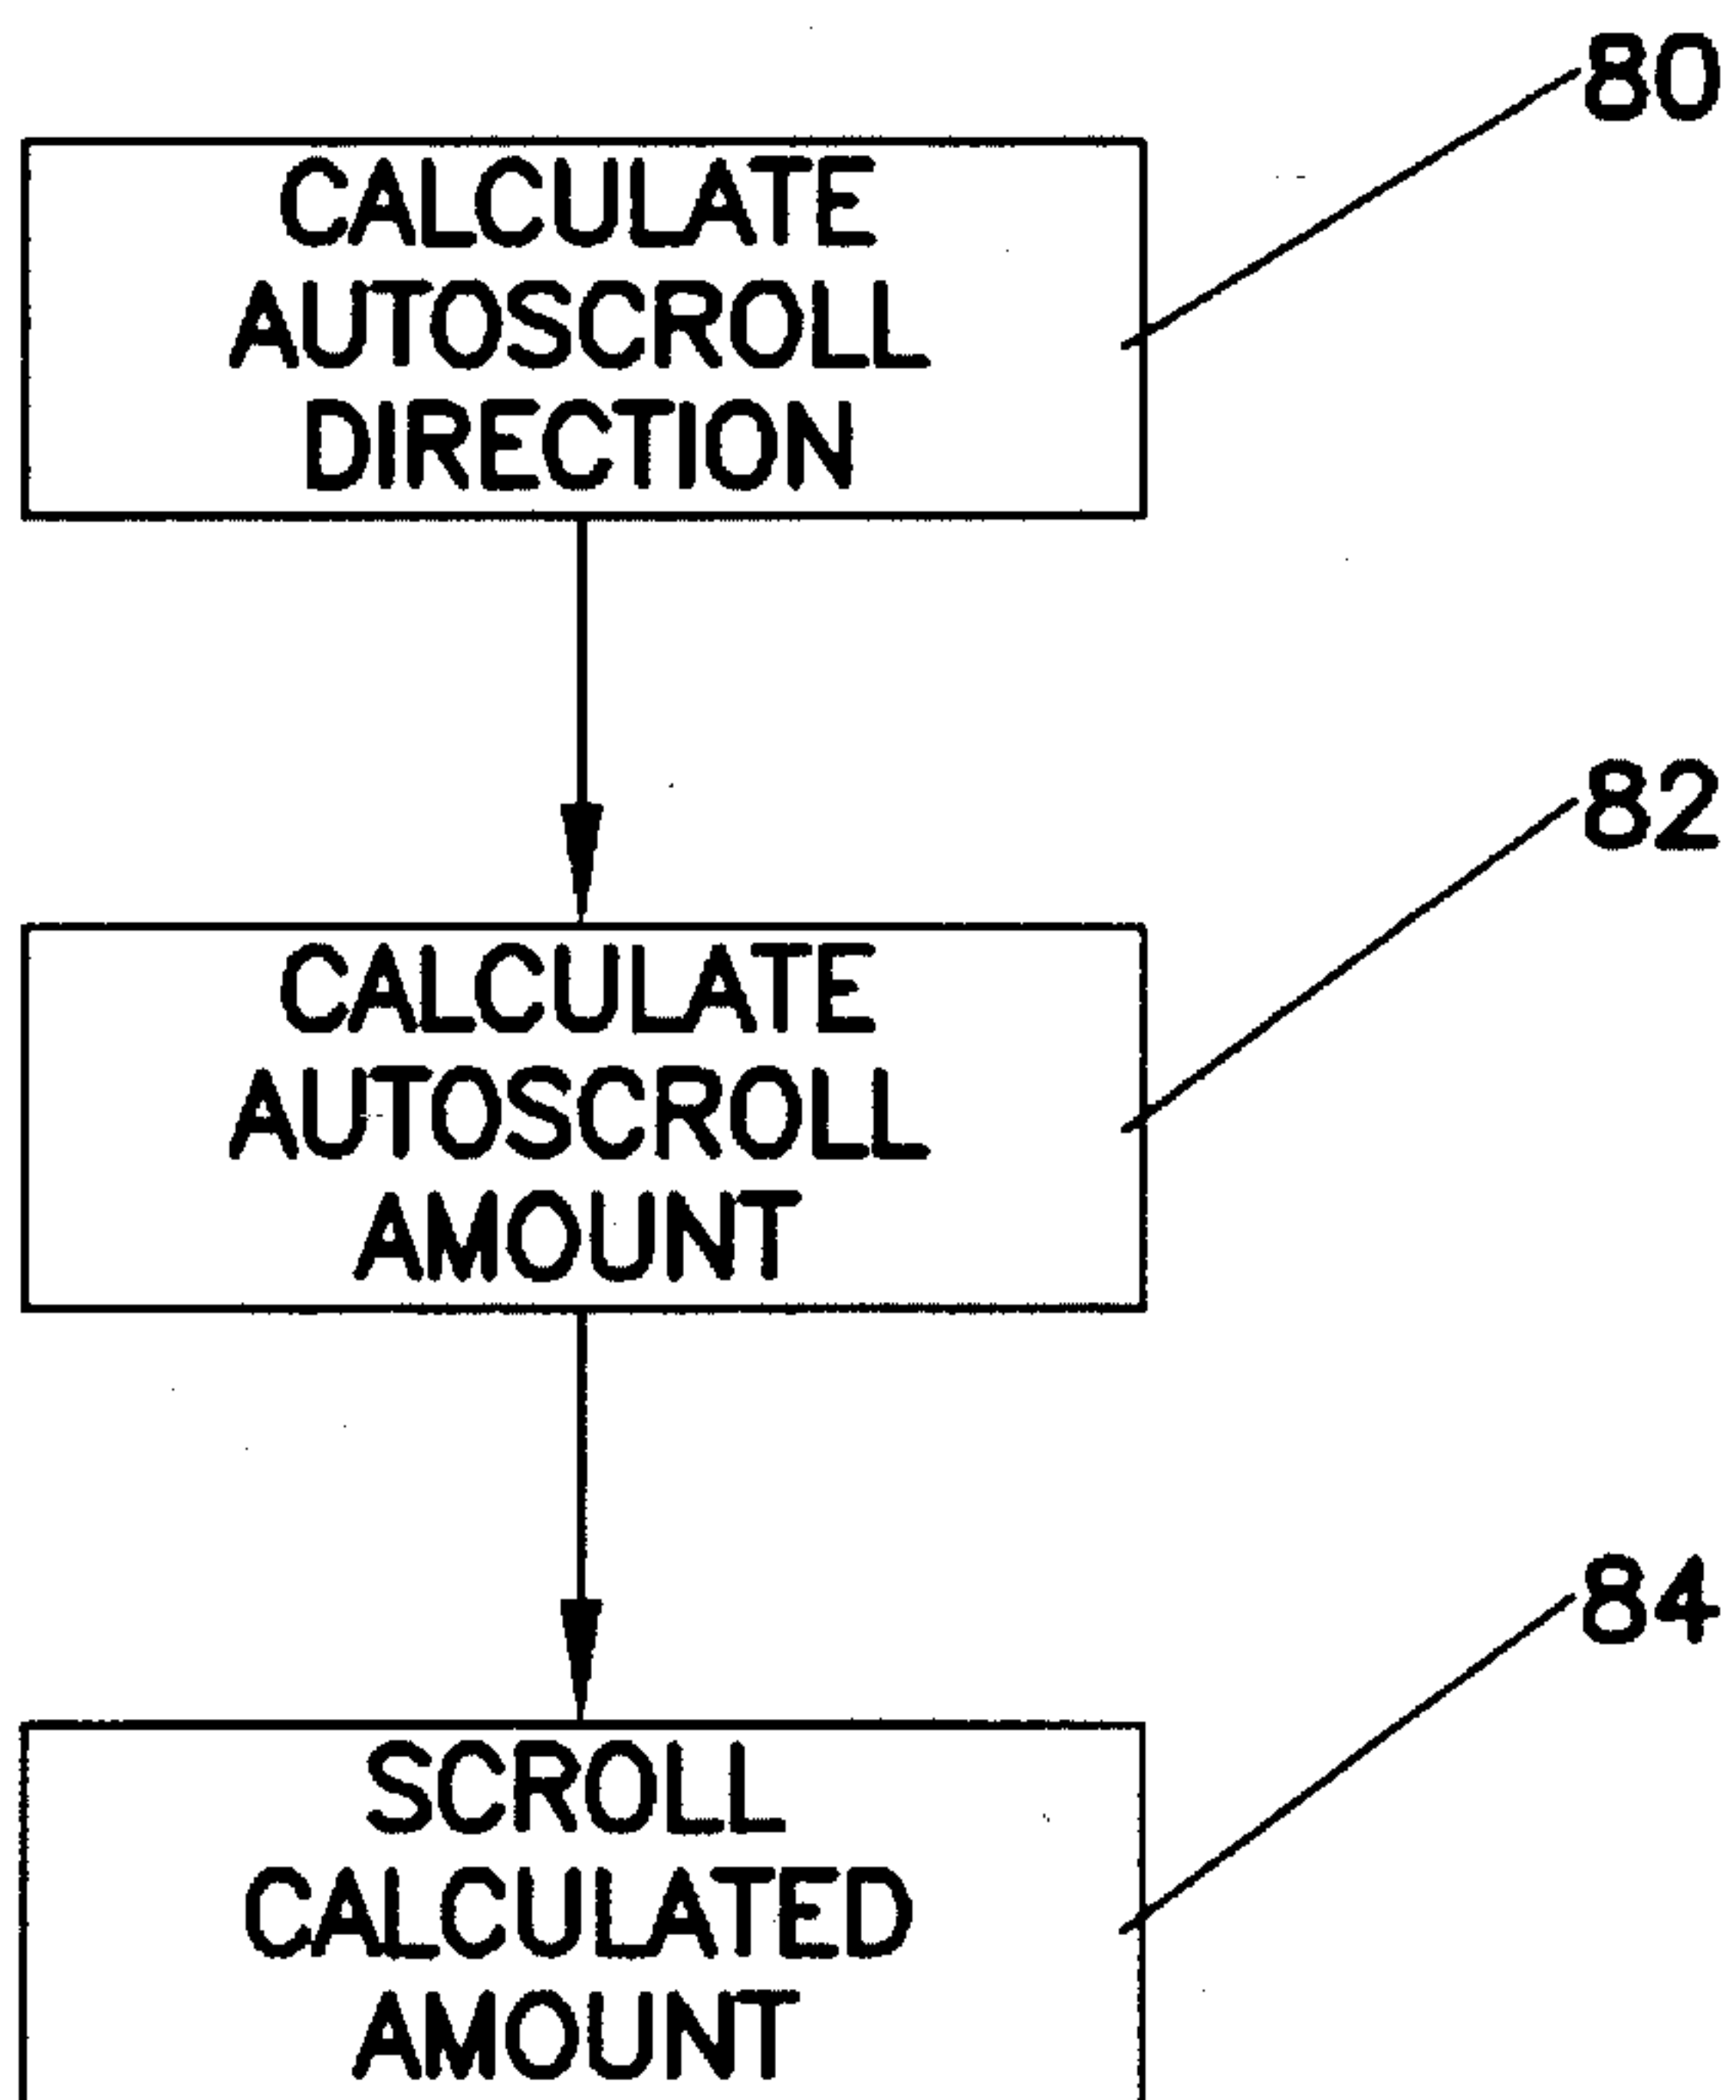 80
CALCULATE
AUTOSCROLL
DIRECTION
82
CALCULATE
AUTOSCROLL
AMOUNT
84
SCROLL
CALCULATED
AMOUNT